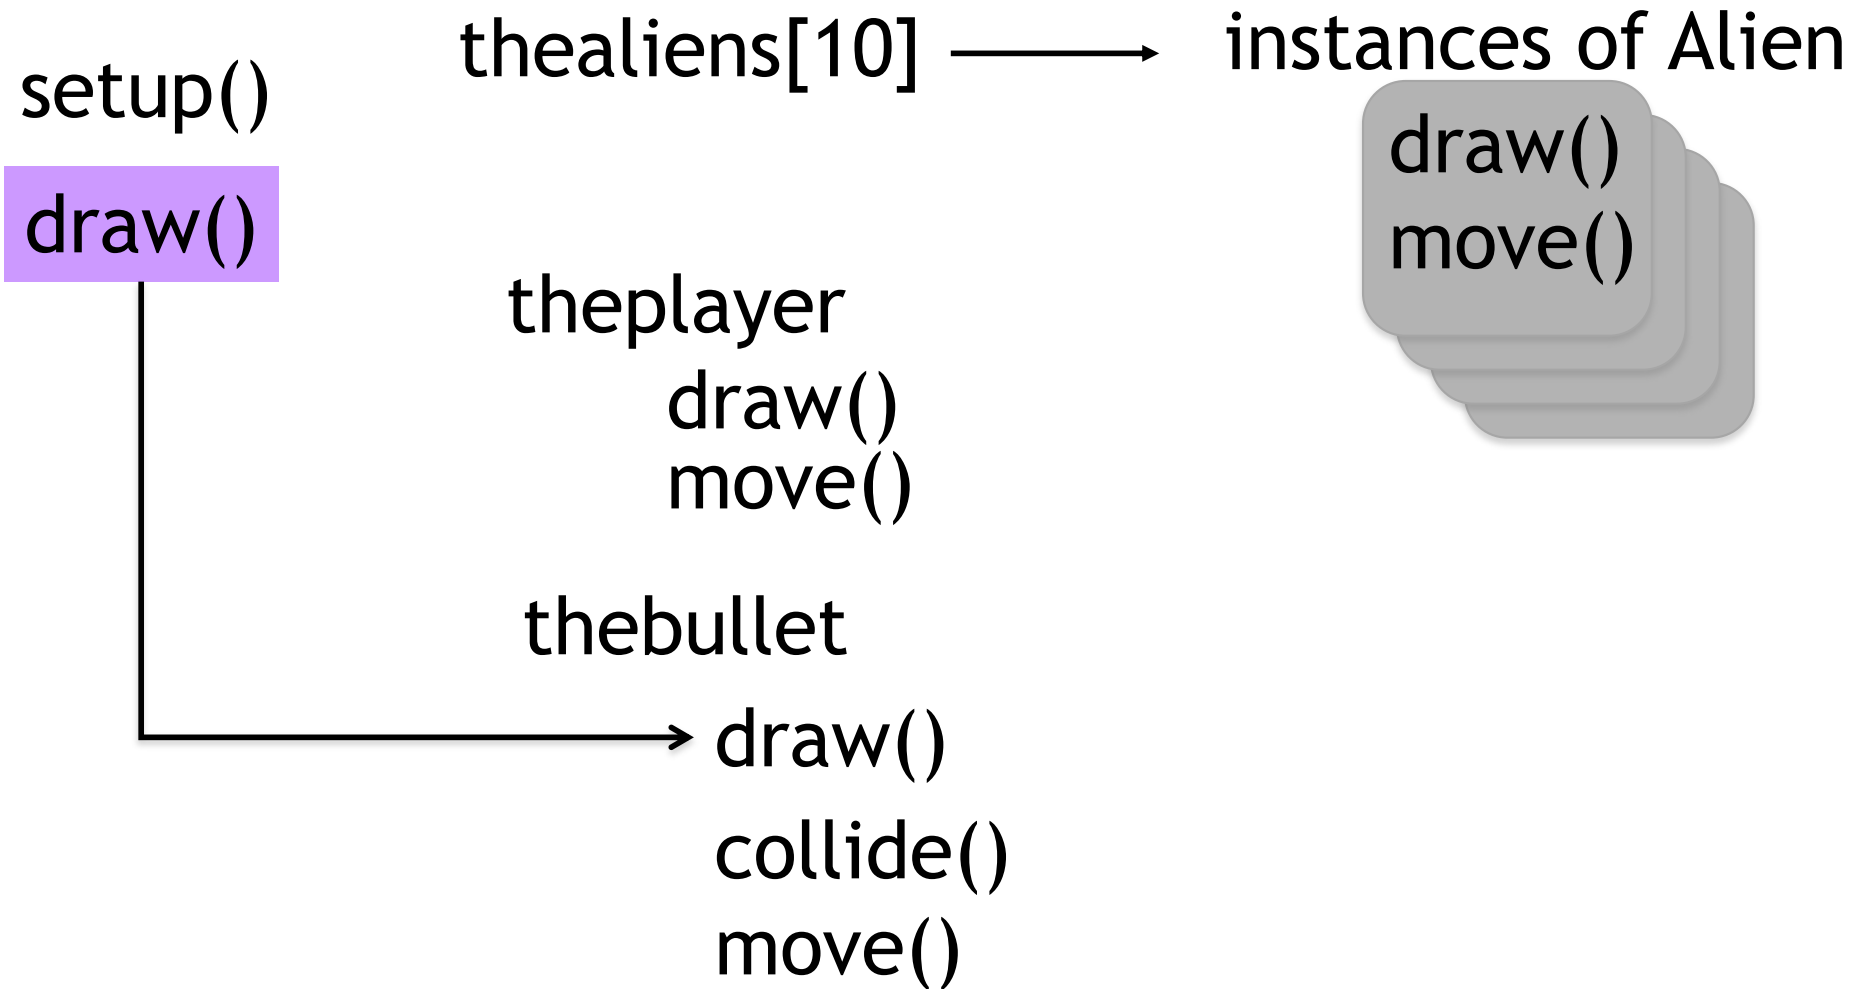 setup()
draw()
thealiens[10]
instances of Alien
draw()
move()
theplayer
draw()
move()
thebullet
draw()
collide()
move()